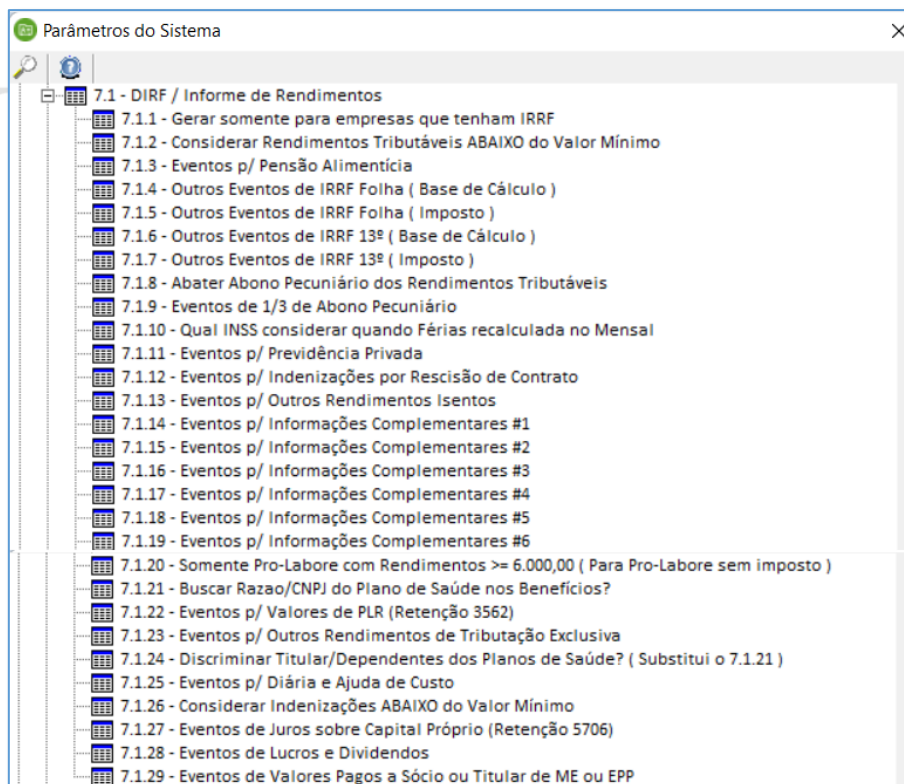 Parâmetros do Sistema
7.1 - DIRF / Informe de Rendimentos
7.1.1 - Gerar somente para empresas que tenham IRRF
7.1.2 - Considerar Rendimentos Tributáveis ABAIXO do Valor Mínimo
7.1.3 - Eventos p/ Pensão Alimentícia
7.1.4 - Outros Eventos de IRRF Folha ( Base de Cálculo )
7.1.5 - Outros Eventos de IRRF Folha ( Imposto )
7.1.6 - Outros Eventos de IRRF 13º ( Base de Cálculo )
7.1.7 - Outros Eventos de IRRF 13º ( Imposto )
7.1.8 - Abater Abono Pecuniário dos Rendimentos Tributáveis
7.1.9 - Eventos de 1/3 de Abono Pecuniário
7.1.10 - Qual INSS considerar quando Férias recalculada no Mensal
7.1.11 - Eventos p/ Previdência Privada
7.1.12 - Eventos p/ Indenizações por Rescisão de Contrato
7.1.13 - Eventos p/ Outros Rendimentos Isentos
7.1.14 - Eventos p/ Informações Complementares #1
7.1.15 - Eventos p/ Informações Complementares #2
7.1.16 - Eventos p/ Informações Complementares #3
7.1.17 - Eventos p/ Informações Complementares #4
7.1.18 - Eventos p/ Informações Complementares #5
7.1.19 - Eventos p/ Informações Complementares #6
7.1.20 - Somente Pro-Labore com Rendimentos >= 6.000,00 ( Para Pro-Labore sem imposto )
7.1.21 - Buscar Razao/CNPJ do Plano de Saúde nos Benefícios?
7.1.22 - Eventos p/ Valores de PLR (Retenção 3562)
7.1.23 - Eventos p/ Outros Rendimentos de Tributação Exclusiva
7.1.24 - Discriminar Titular/Dependentes dos Planos de Saúde? ( Substitui o 7.1.21 )
7.1.25 - Eventos p/ Diária e Ajuda de Custo
7.1.26 - Considerar Indenizações ABAIXO do Valor Mínimo
7.1.27 - Eventos de Juros sobre Capital Próprio (Retenção 5706)
7.1.28 - Eventos de Lucros e Dividendos
7.1.29 - Eventos de Valores Pagos a Sócio ou Titular de ME ou EPP